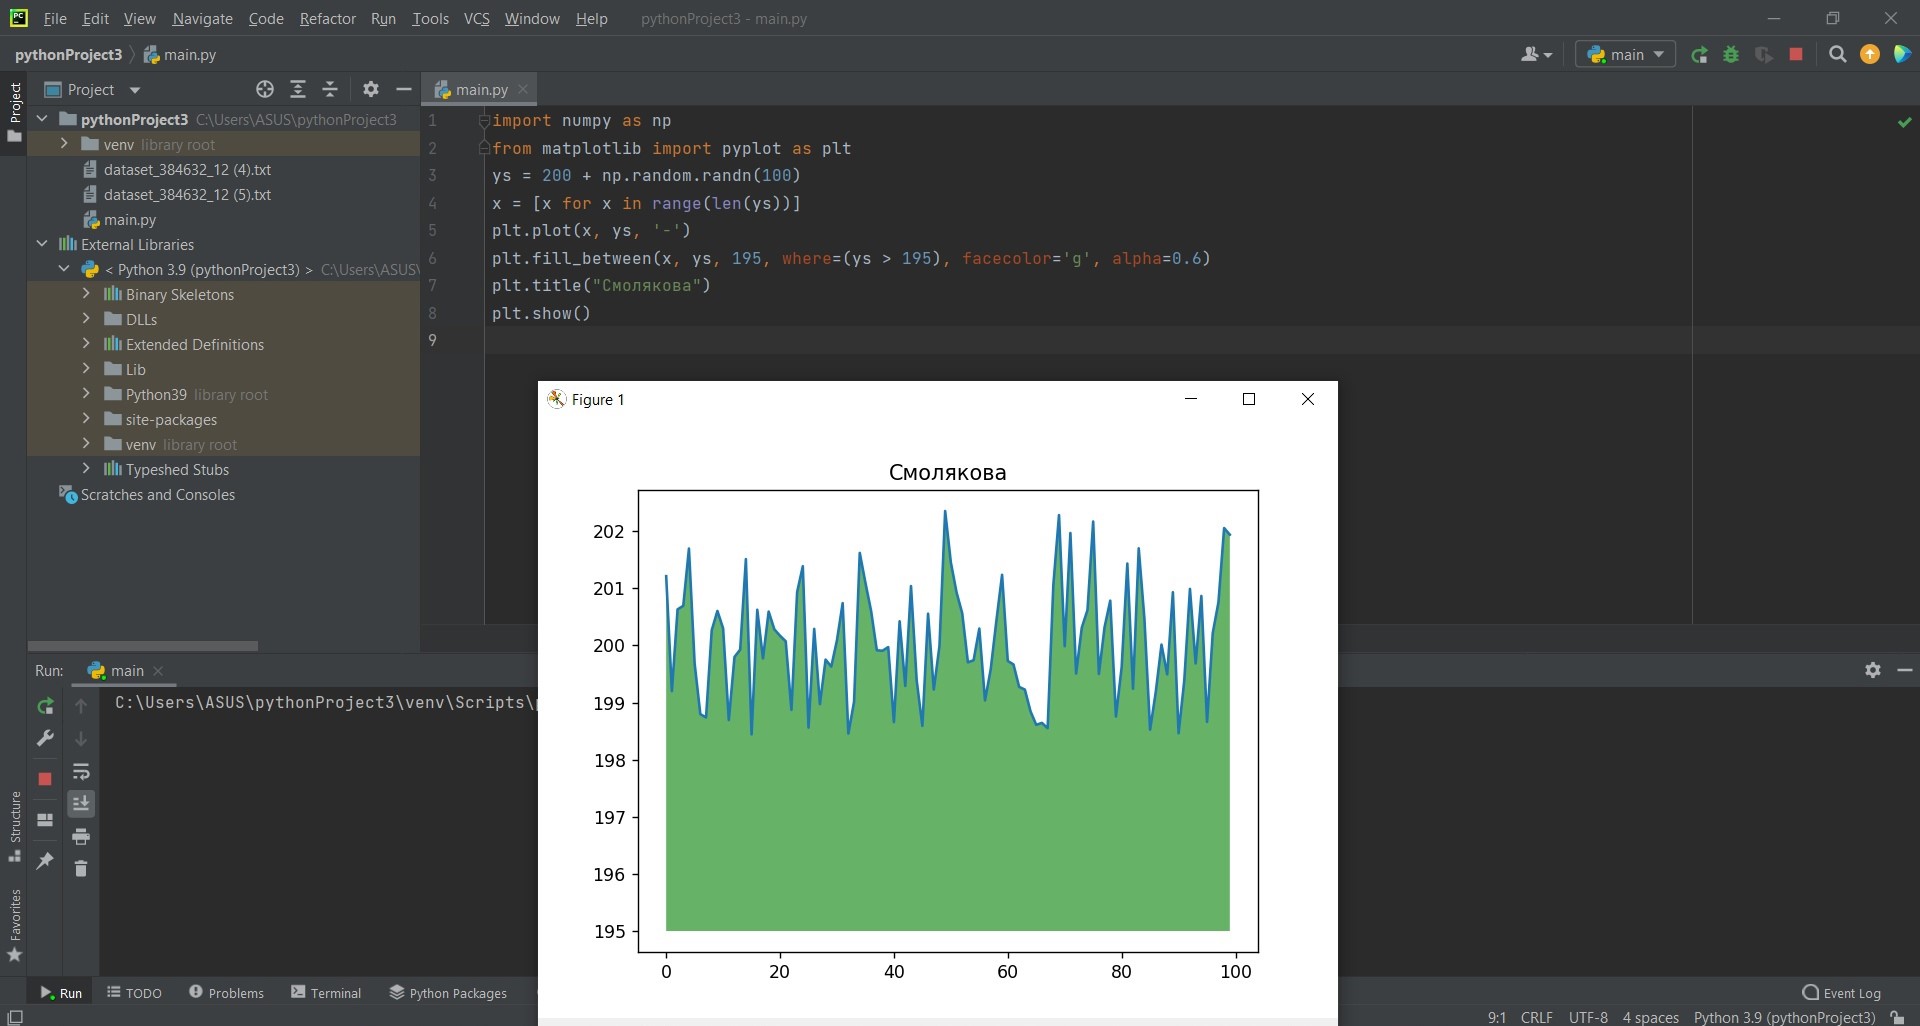 File Edit View Navigate Code Refactor Run Tools VCS Window Help pythonProject3 - main.py
pythonProject3 main.py
main
Project
Project
main.py
pythonProject3 C:\Users\ASUS\pythonProject3
venv library root
dataset_384632_12 (4).txt
dataset_384632_12 (5).txt
main.py
External Libraries
< Python 3.9 (pythonProject3) > C:\Users\ASUS\
Binary Skeletons
DLLs
Extended Definitions
Lib
Python39 library root
site-packages
venv library root
Typeshed Stubs
Scratches and Consoles
1 import numpy as np
2 from matplotlib import pyplot as plt
3 ys = 200 + np.random.randn(100)
4 x = [x for x in range(len(ys))]
5 plt.plot(x, ys, '-')
6 plt.fill_between(x, ys, 195, where=(ys > 195), facecolor='g', alpha=0.6)
7 plt.title("Смолякова")
8 plt.show()
9
Figure 1
Смолякова
202
201
200
199
198
197
196
195
0 20 40 60 80 100
Run: main
C:\Users\ASUS\pythonProject3\venv\Scripts\
Structure
Favorites
Run TODO Problems Terminal Python Packages Event Log
9:1 CRLF UTF-8 4 spaces Python 3.9 (pythonProject3)